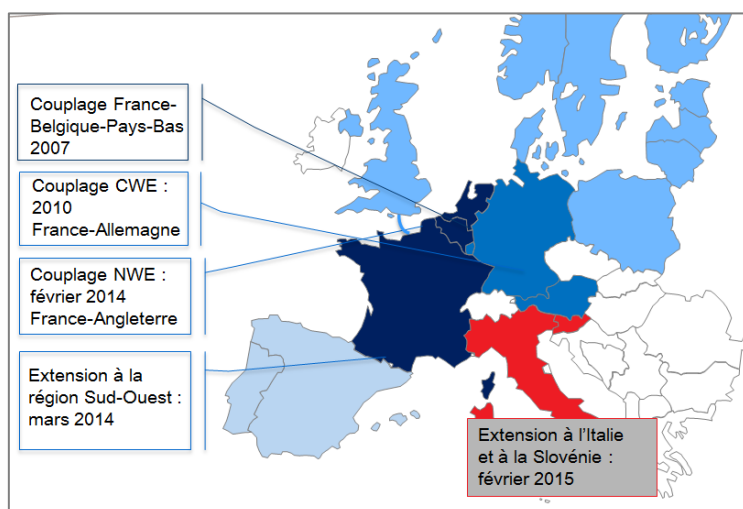 Couplage France-
Belgique-Pays-Bas
2007
Couplage CWE :
2010
France-Allemagne
Couplage NWE :
février 2014
France-Angleterre
Extension à la
région Sud-Ouest :
mars 2014
Extension à l’Italie
et à la Slovénie :
février 2015